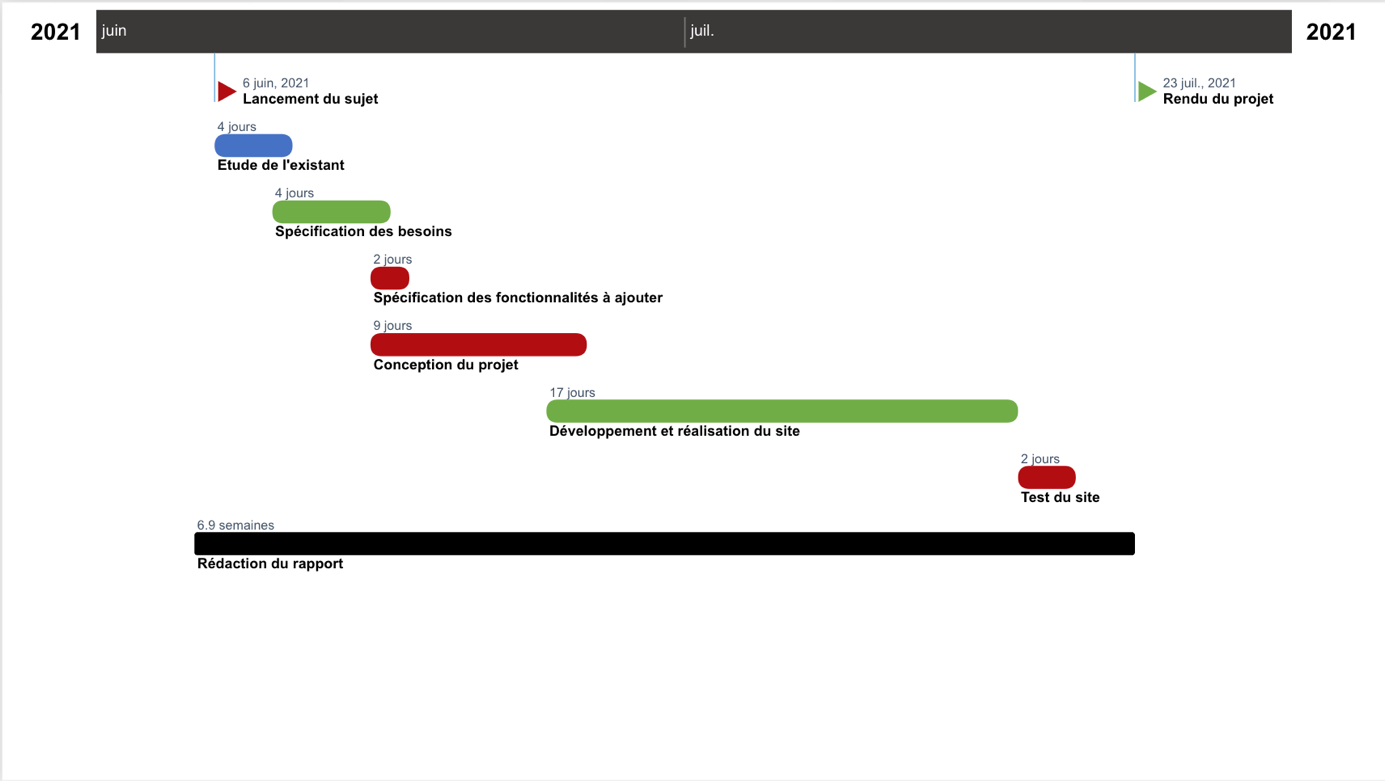 2021
juin
juil.
2021
6 juin, 2021
Lancement du sujet
23 juil., 2021
Rendu du projet
4 jours
Etude de l'existant
4 jours
Spécification des besoins
2 jours
Spécification des fonctionnalités à ajouter
9 jours
Conception du projet
17 jours
Développement et réalisation du site
2 jours
Test du site
6.9 semaines
Rédaction du rapport